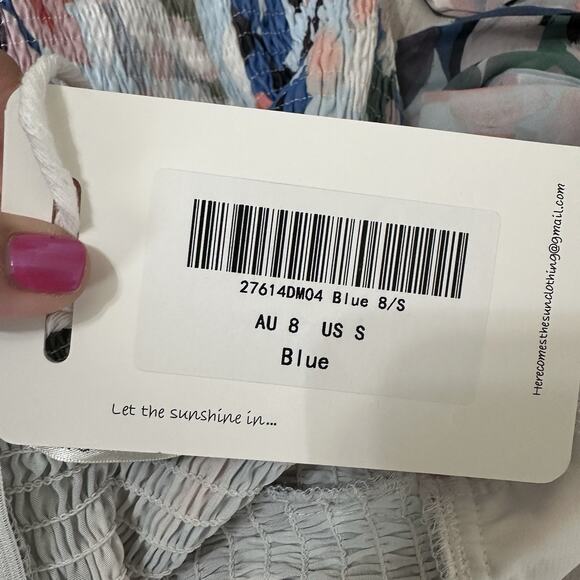 27614DM04 Blue 8/S
AU 8 US S
Blue
Let the sunshine in...
Herecomesthesunclothing@gmail.com